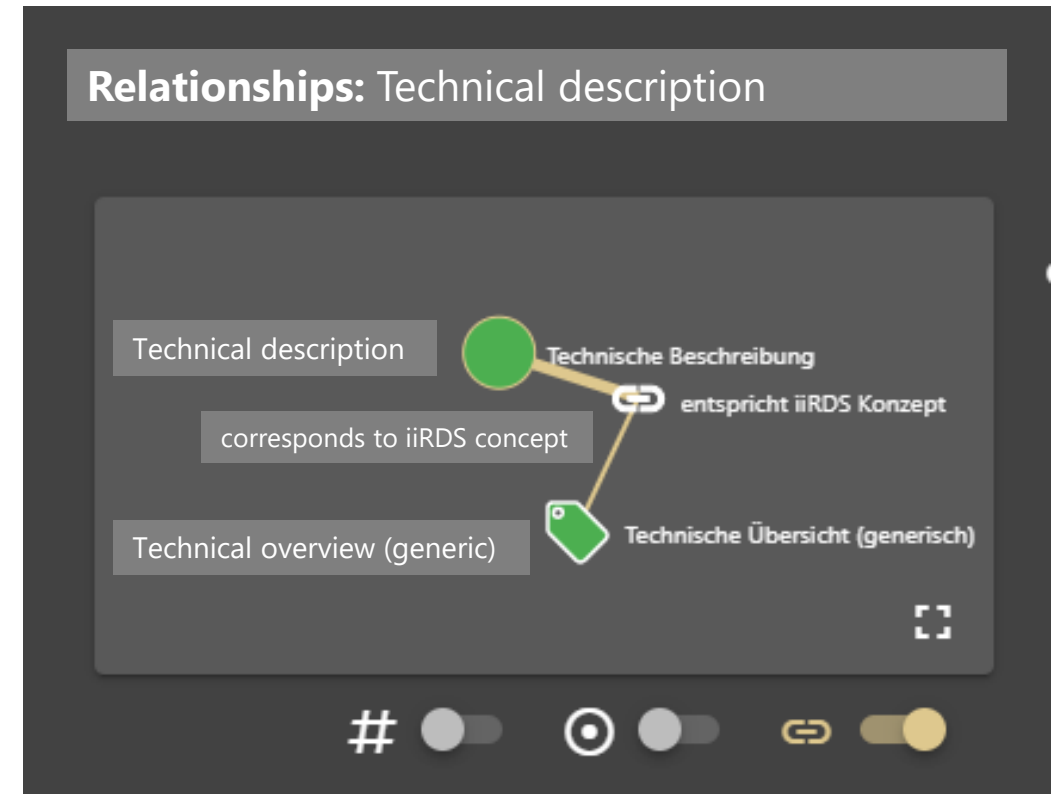 Relationships: Technical description
Technical description
Technische Beschreibung
entspricht iiRDS Konzept
corresponds to iiRDS concept
Technical overview (generic)
Technische Übersicht (generisch)
#